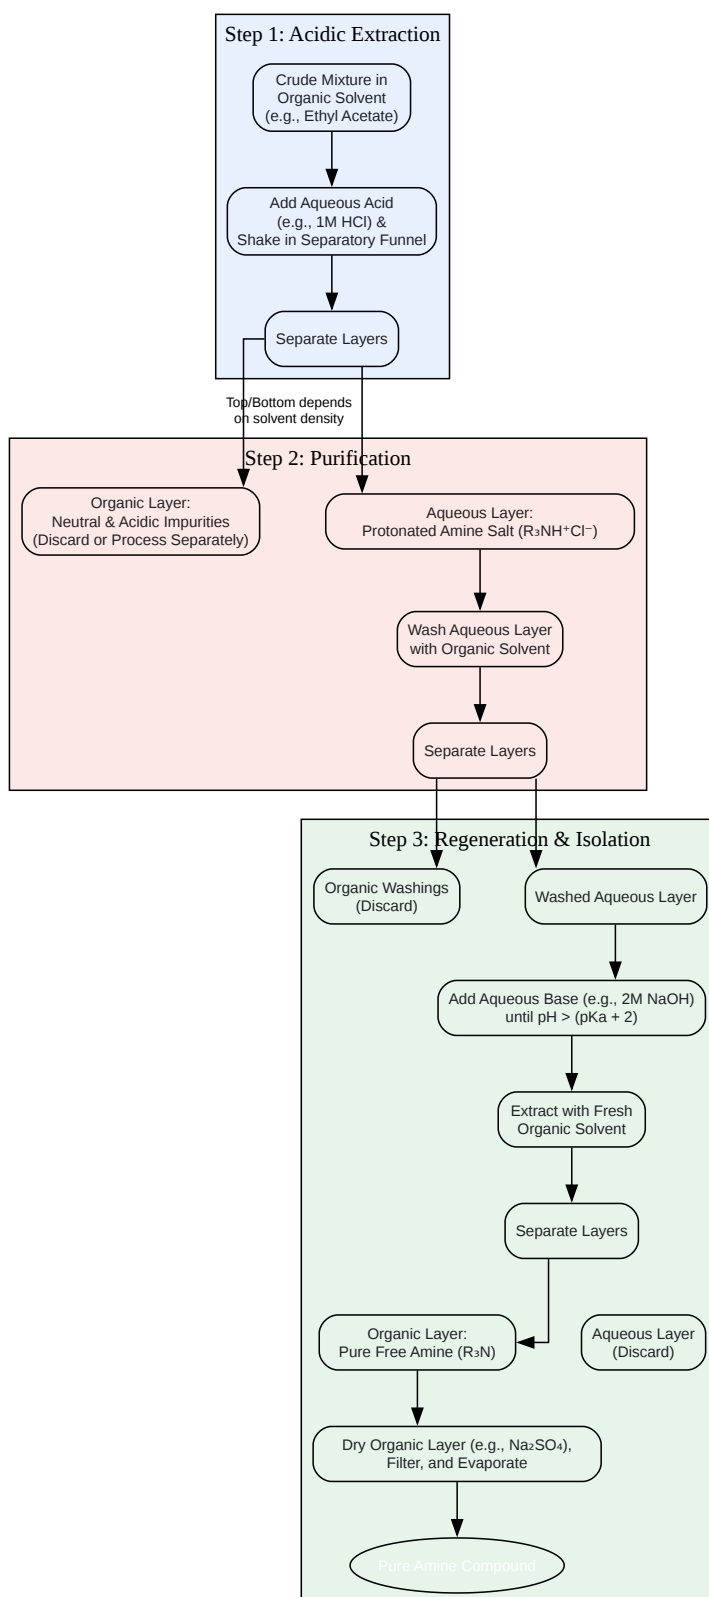 Step 1: Acidic Extraction
Crude Mixture in
Organic Solvent
(e.g., Ethyl Acetate)
Add Aqueous Acid
(e.g., 1M HCl) &
Shake in Separatory Funnel
Separate Layers
Top/Bottom depends
on solvent density
Step 2: Purification
Organic Layer:
Neutral & Acidic Impurities
(Discard or Process Separately)
Aqueous Layer:
Protonated Amine Salt (R₃NH⁺Cl⁻)
Wash Aqueous Layer
with Organic Solvent
Separate Layers
Step 3: Regeneration & Isolation
Organic Washings
(Discard)
Washed Aqueous Layer
Add Aqueous Base (e.g., 2M NaOH)
until pH > (pKa + 2)
Extract with Fresh
Organic Solvent
Separate Layers
Organic Layer:
Pure Free Amine (R₃N)
Aqueous Layer
(Discard)
Dry Organic Layer (e.g., Na₂SO₄),
Filter, and Evaporate
Pure Amine Compound